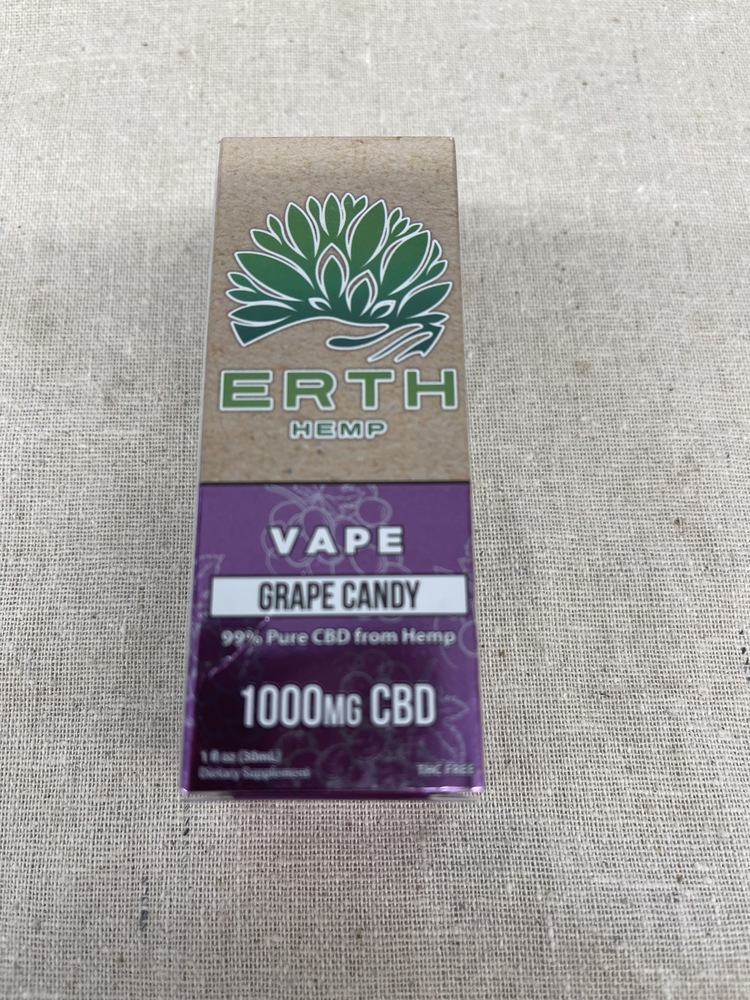 ERTH
HEMP
VAPE
GRAPE CANDY
99% Pure CBD from Hemp
1000MG CBD
1 fl oz (30mL)
Dietary Supplement
THC FREE